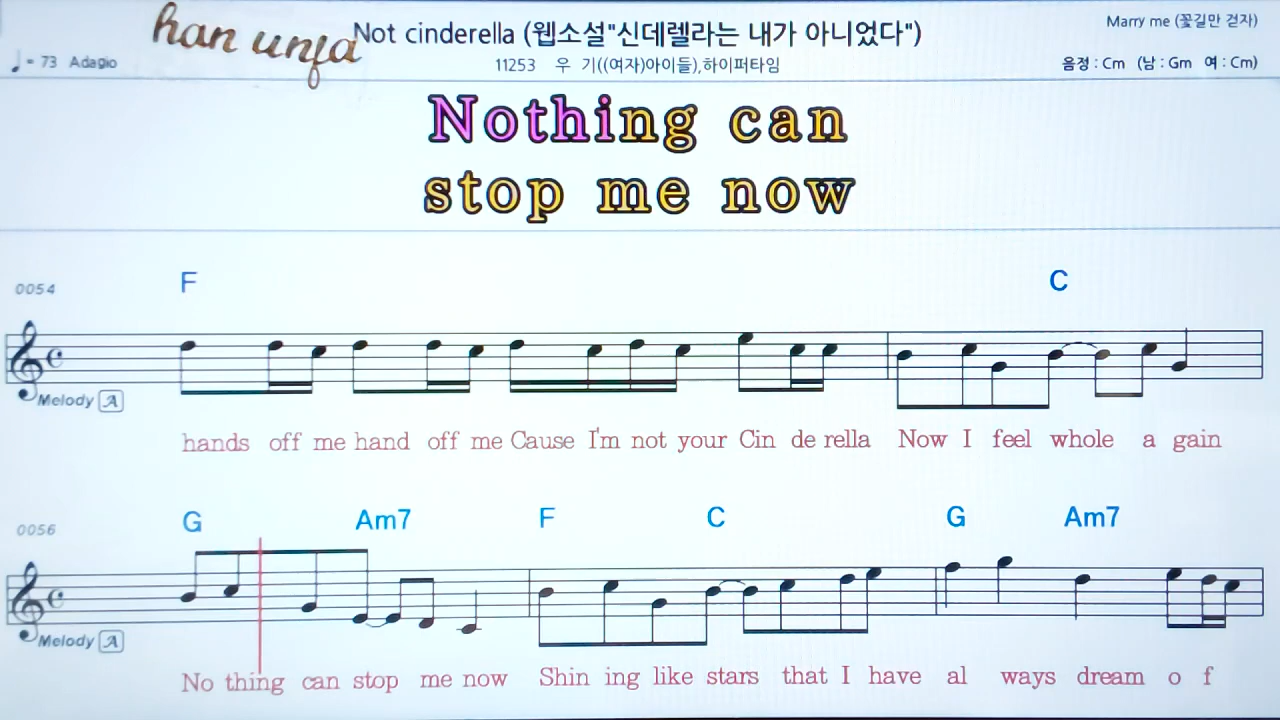 han unfa
Not cinderella (웹소설"신데렐라는 내가 아니었다")
Marry me (꽃길만 걷자)
♩= 73 Adagio
11253 우 기((여자)아이들),하이퍼타임
음정 : Cm (남 : Gm 여 : Cm)
Nothing can
stop me now
0054 F C
Melody A
hands off me hand off me Cause I'm not your Cin de rella Now I feel whole a gain
0056 G Am7 F C G Am7
Melody A
No thing can stop me now Shin ing like stars that I have al ways dream o f